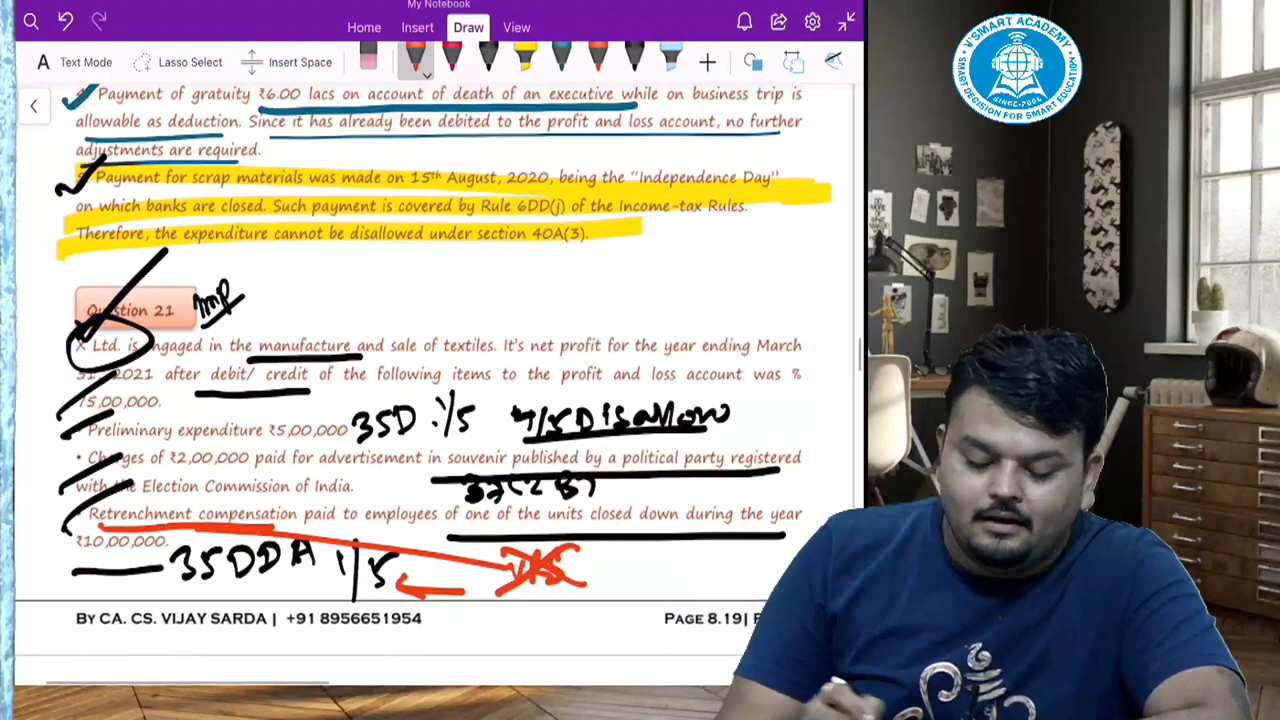 My Notebook
Home Insert Draw View
A Text Mode Lasso Select Insert Space
V'SMART ACADEMY
SINCE-2006
SMART DECISION FOR SMART EDUCATION
Payment of gratuity ₹6.00 lacs on account of death of an executive while on business trip is
allowable as deduction. Since it has already been debited to the profit and loss account, no further
adjustments are required.
Payment for scrap materials was made on 15th August, 2020, being the "Independence Day"
on which banks are closed. Such payment is covered by Rule 6DD(j) of the Income-tax Rules.
Therefore, the expenditure cannot be disallowed under section 40A(3).
Question 21 Imp
X Ltd. is engaged in the manufacture and sale of textiles. It's net profit for the year ending March
31, 2021 after debit/ credit of the following items to the profit and loss account was %
75,00,000.
Preliminary expenditure ₹5,00,000 35D 1/5 4/5 Disallow
• Charges of ₹2,00,000 paid for advertisement in souvenir published by a political party registered
with the Election Commission of India. 37(2B)
Retrenchment compensation paid to employees of one of the units closed down during the year
₹10,00,000. 35DDA 1/5
BY CA. CS. VIJAY SARDA | +91 8956651954 PAGE 8.19|